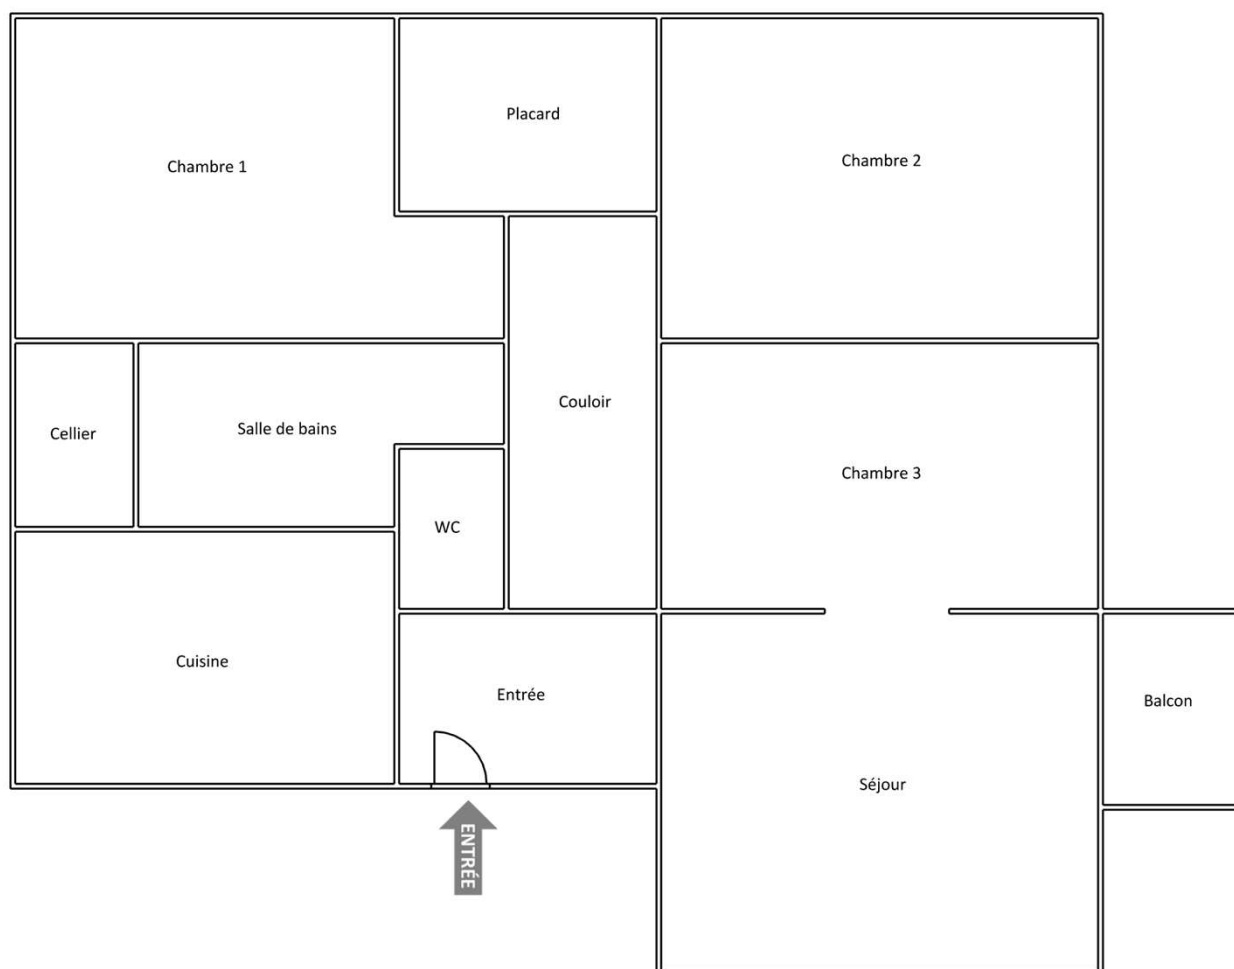 Placard
Chambre 2
Chambre 1
Couloir
Cellier
Salle de bains
Chambre 3
WC
Cuisine
Entrée
Balcon
Séjour
ENTRÉE